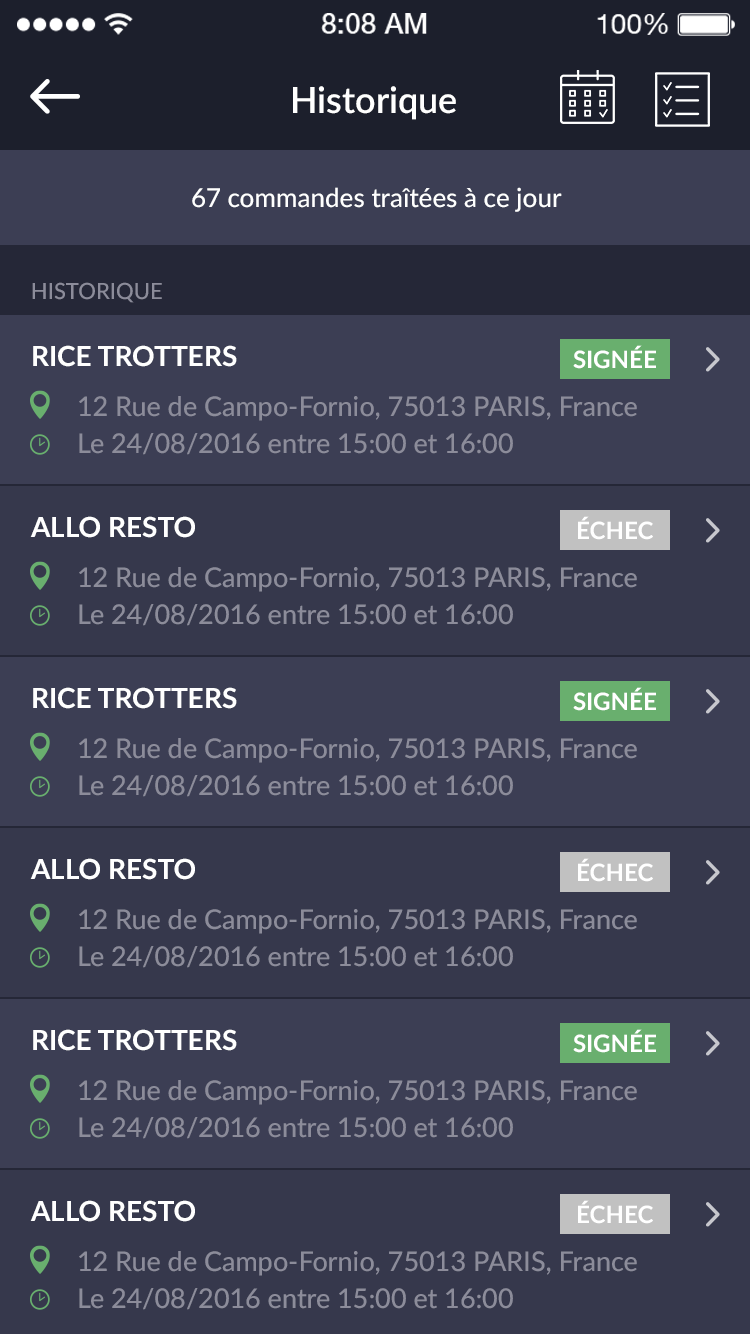 8:08 AM 100%
Historique
67 commandes traîtées à ce jour
HISTORIQUE
RICE TROTTERS SIGNÉE
12 Rue de Campo-Fornio, 75013 PARIS, France
Le 24/08/2016 entre 15:00 et 16:00
ALLO RESTO ÉCHEC
12 Rue de Campo-Fornio, 75013 PARIS, France
Le 24/08/2016 entre 15:00 et 16:00
RICE TROTTERS SIGNÉE
12 Rue de Campo-Fornio, 75013 PARIS, France
Le 24/08/2016 entre 15:00 et 16:00
ALLO RESTO ÉCHEC
12 Rue de Campo-Fornio, 75013 PARIS, France
Le 24/08/2016 entre 15:00 et 16:00
RICE TROTTERS SIGNÉE
12 Rue de Campo-Fornio, 75013 PARIS, France
Le 24/08/2016 entre 15:00 et 16:00
ALLO RESTO ÉCHEC
12 Rue de Campo-Fornio, 75013 PARIS, France
Le 24/08/2016 entre 15:00 et 16:00